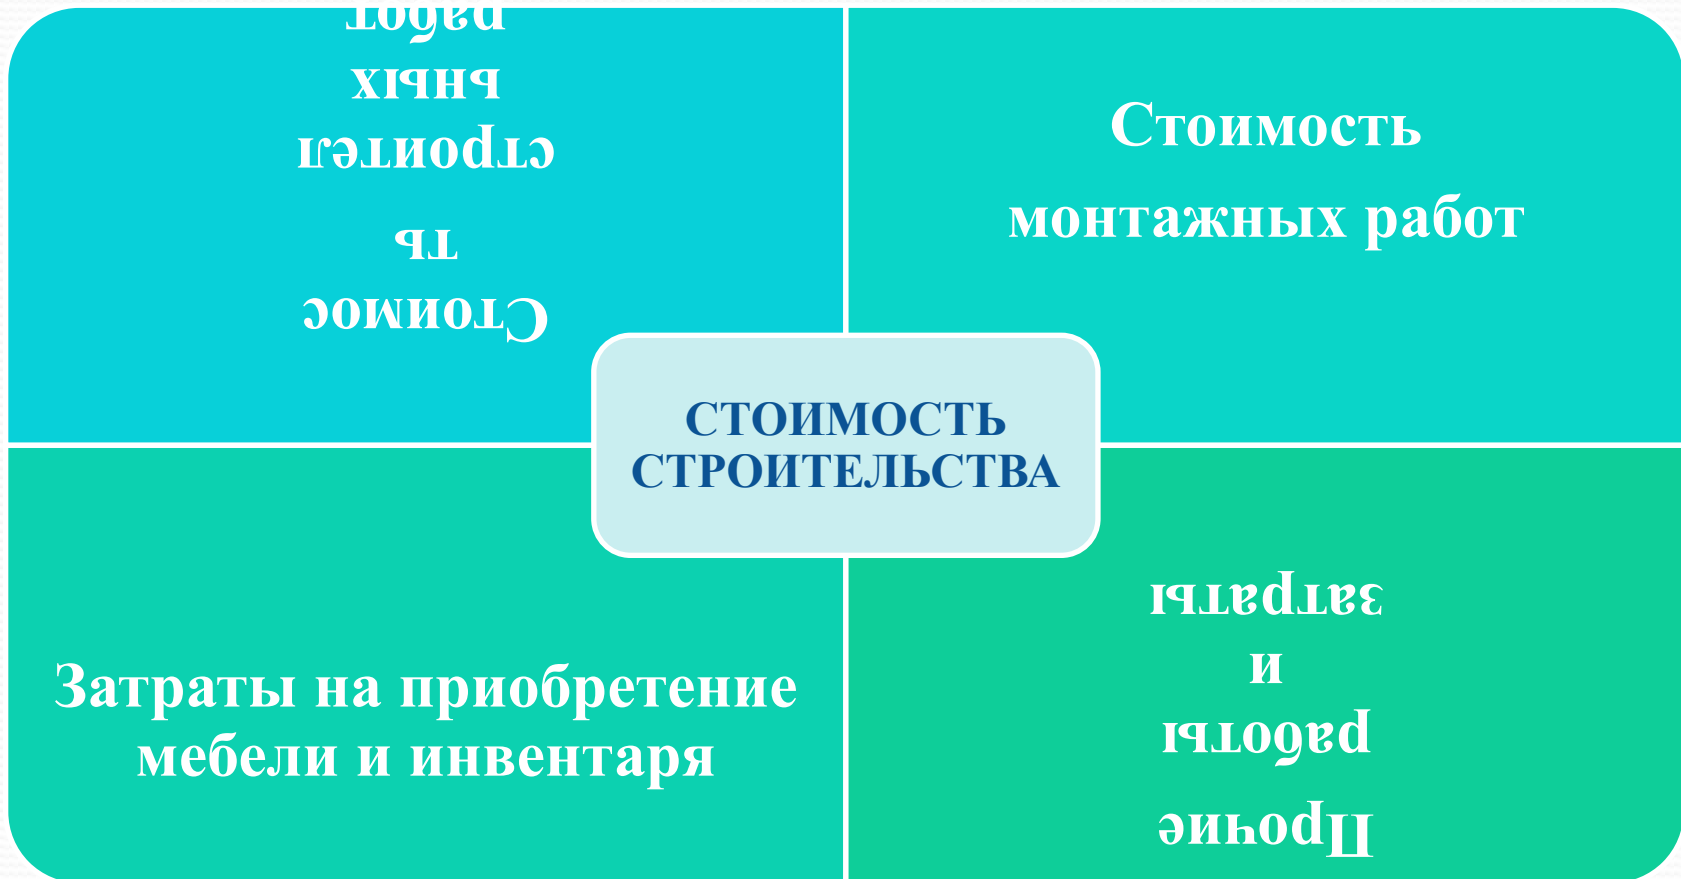 Стоимос
ть
строител
ьных
работ
Стоимость
монтажных работ
СТОИМОСТЬ
СТРОИТЕЛЬСТВА
Затраты на приобретение
мебели и инвентаря
Прочие
работы
и
затраты